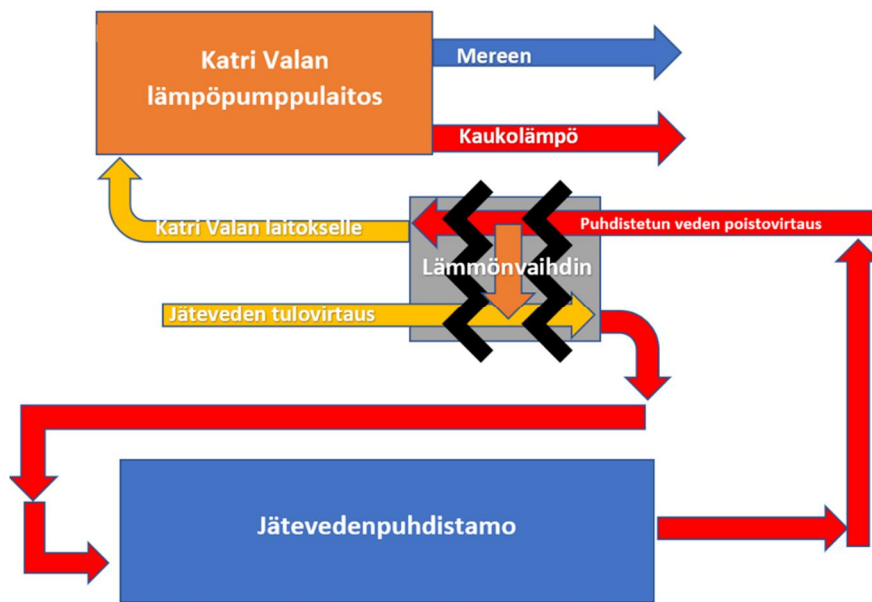 Katri Valan
lämpöpumppulaitos
Mereen
Kaukolämpö
Katri Valan laitokselle
Puhdistetun veden poistovirtaus
Lämmönvaihdin
Jäteveden tulovirtaus
Jätevedenpuhdistamo